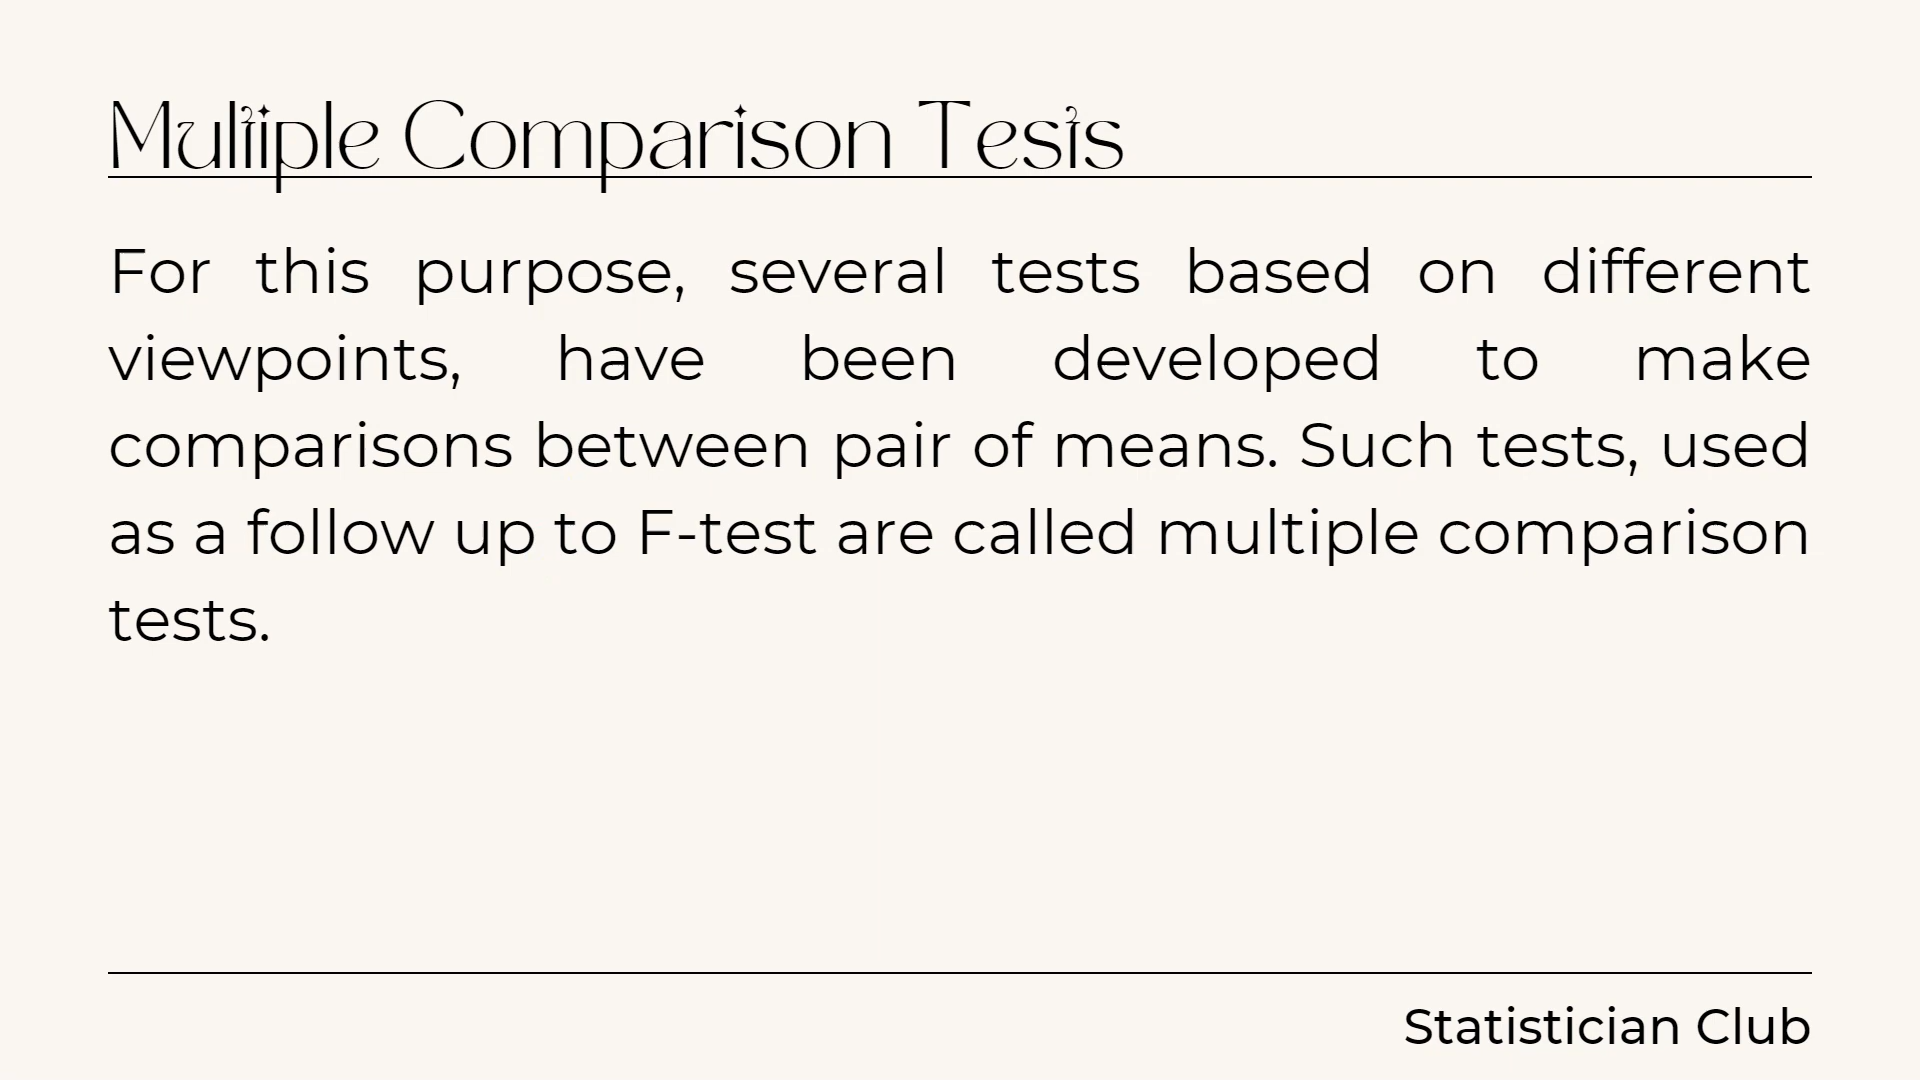 Multiple Comparison Tests
For this purpose, several tests based on different
viewpoints, have been developed to make
comparisons between pair of means. Such tests, used
as a follow up to F-test are called multiple comparison
tests.
Statistician Club